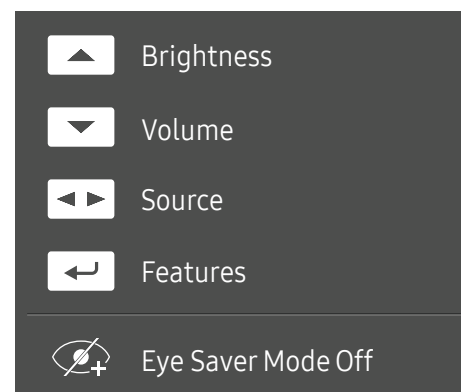 Brightness
Volume
Source
Features
Eye Saver Mode Off